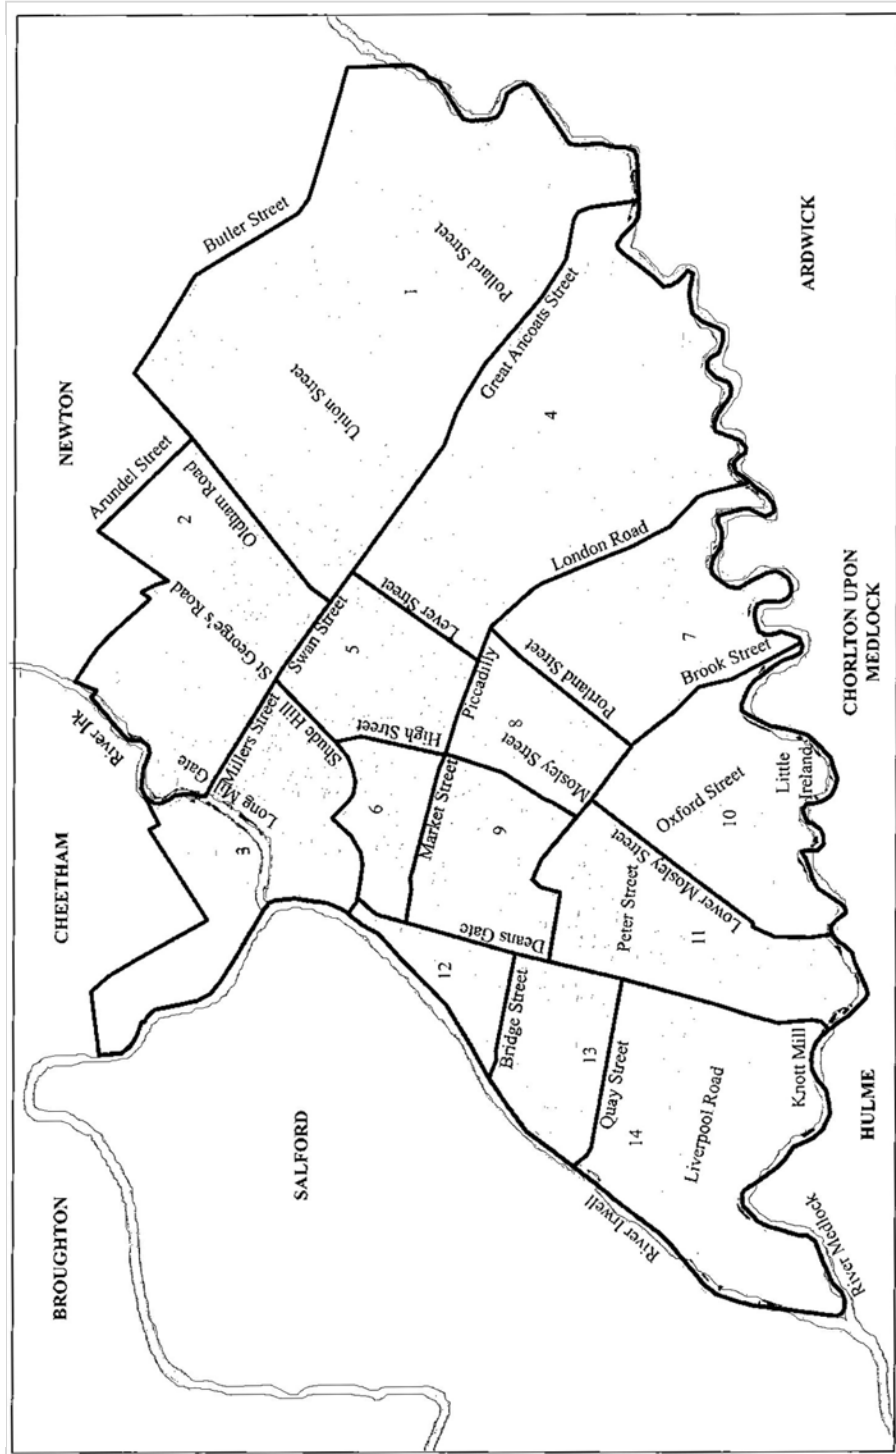 BROUGHTON
CHEETHAM
NEWTON
River Irk
Arundel Street
Butler Street
Gate
Millers Street
Long Mill
St George's Road
Oldham Road
2
3
Union Street
1
Pollard Street
SALFORD
Shude Hill
Swan Street
5
Lever Street
Great Ancoats Street
6
High Street
Market Street
Piccadilly
4
12
Deans Gate
9
8
Mosley Street
Portland Street
London Road
Bridge Street
13
Quay Street
Peter Street
Lower Mosley Street
Oxford Street
Brook Street
7
River Irwell
14
11
10
Liverpool Road
Knott Mill
Little
Ireland
River Medlock
HULME
CHORLTON UPON
MEDLOCK
ARDWICK